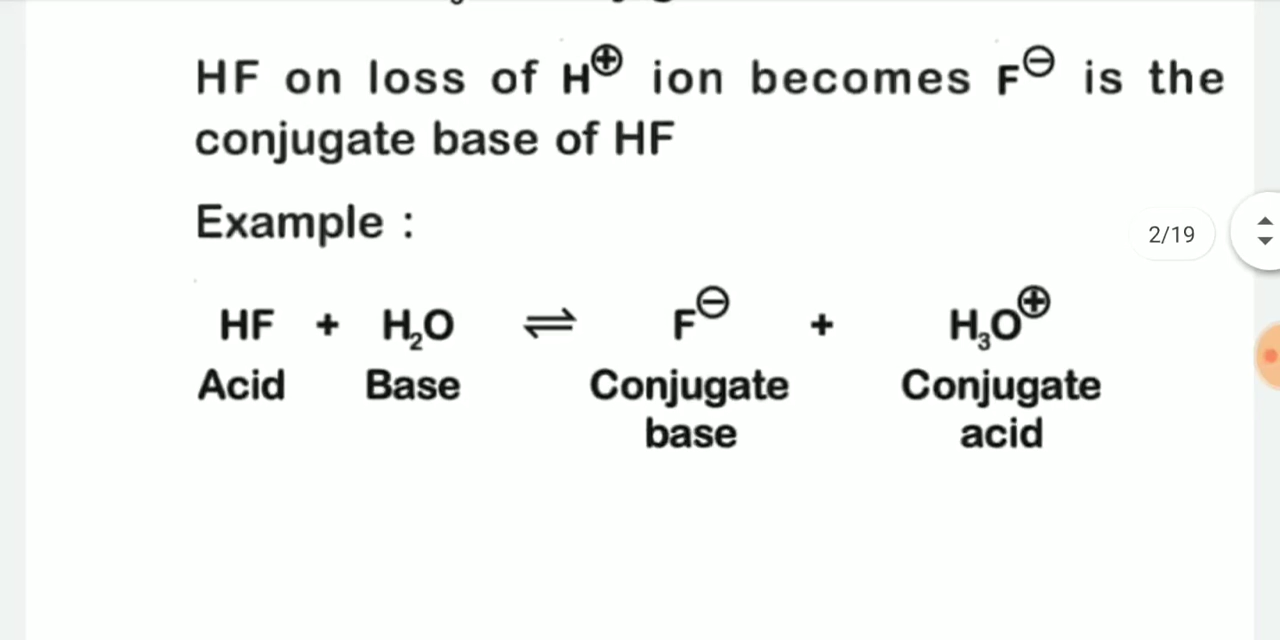 HF on loss of H⊕ ion becomes F⊖ is the
conjugate base of HF
Example :
2/19
HF + H₂O ⇌ F⊖ + H₃O⊕
Acid Base Conjugate base Conjugate acid